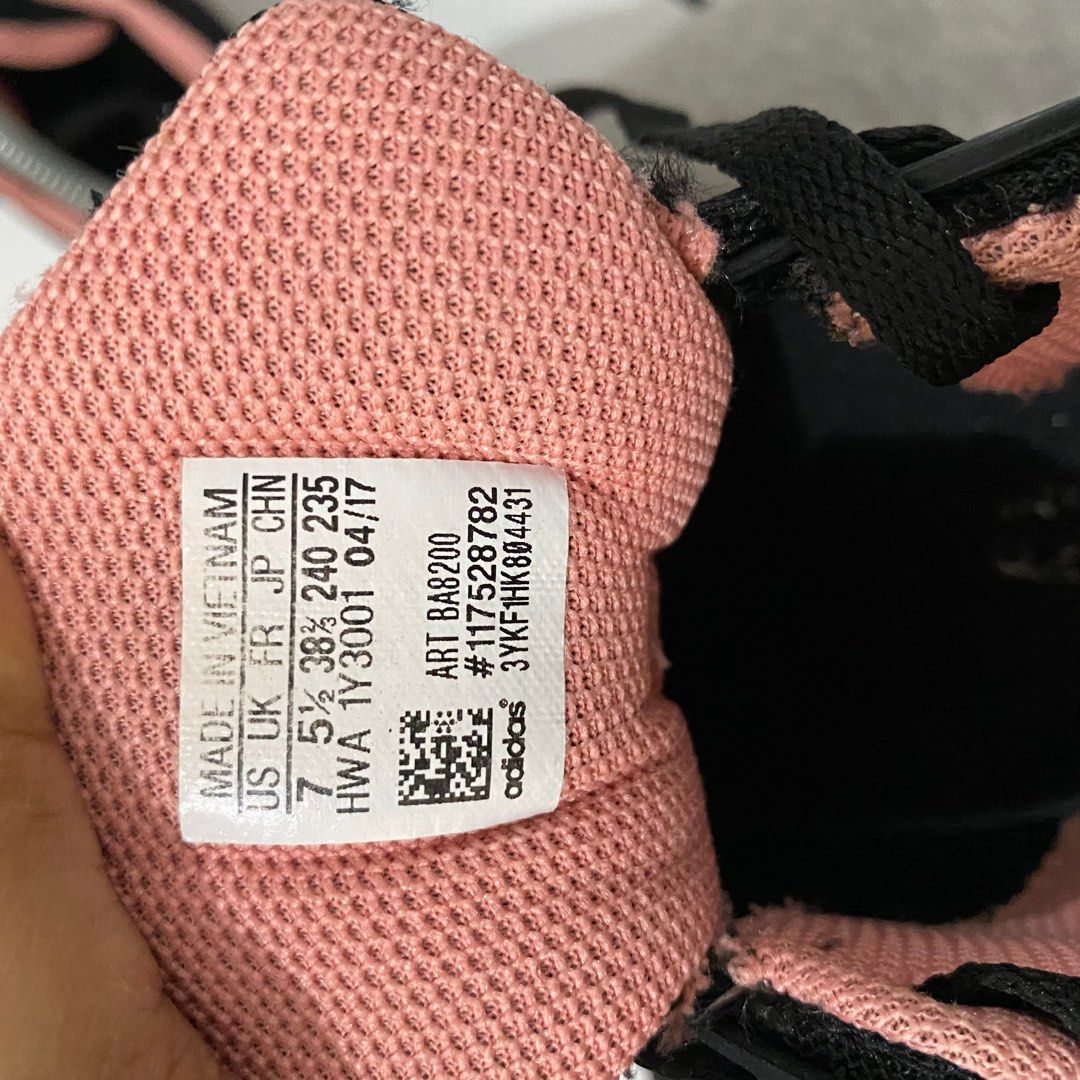 MADE IN VIETNAM
US UK FR JP CHN
7 5½ 38⅔ 240 235
HWA 1Y3001 04/17
ART BA8200
#117528782
3YKF1HK804431
adidas®